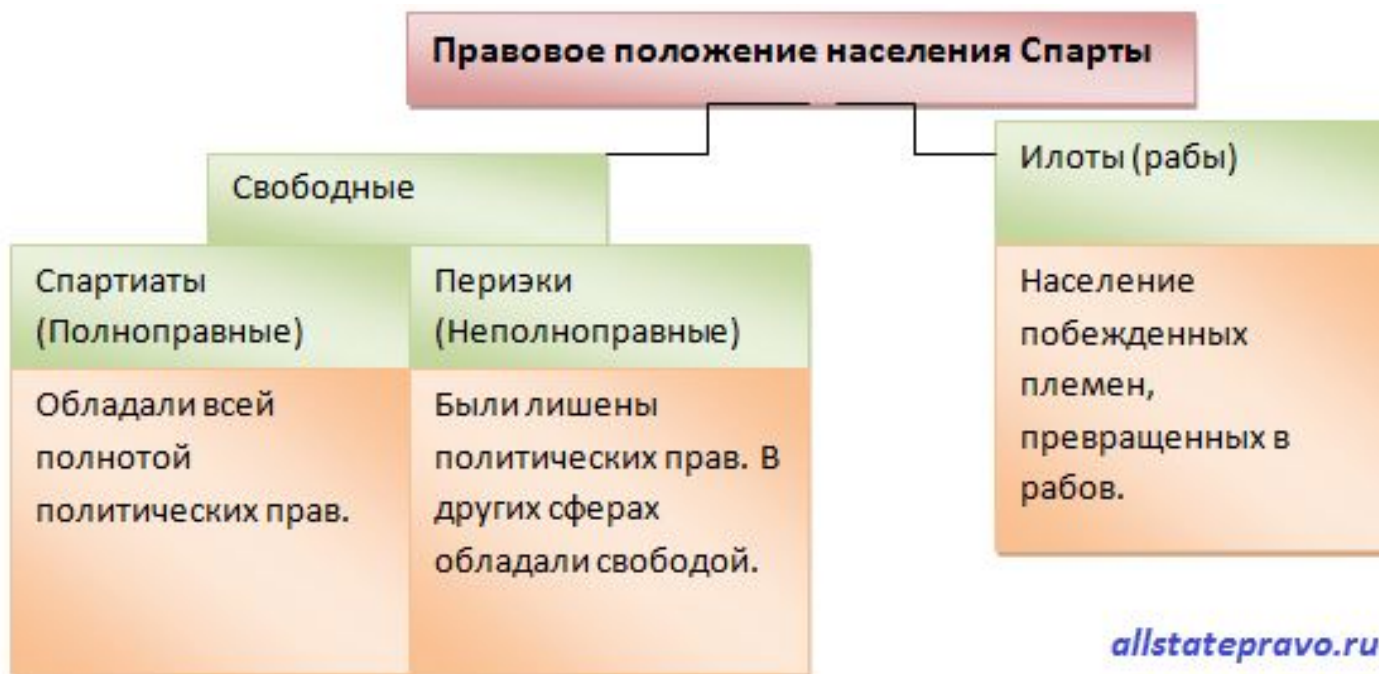 Правовое положение населения Спарты
Свободные
Спартиаты
(Полноправные)
Обладали всей
полнотой
политических прав.
Периэки
(Неполноправные)
Были лишены
политических прав. В
других сферах
обладали свободой.
Илоты (рабы)
Население
побежденных
племен,
превращенных в
рабов.
allstatepravo.ru